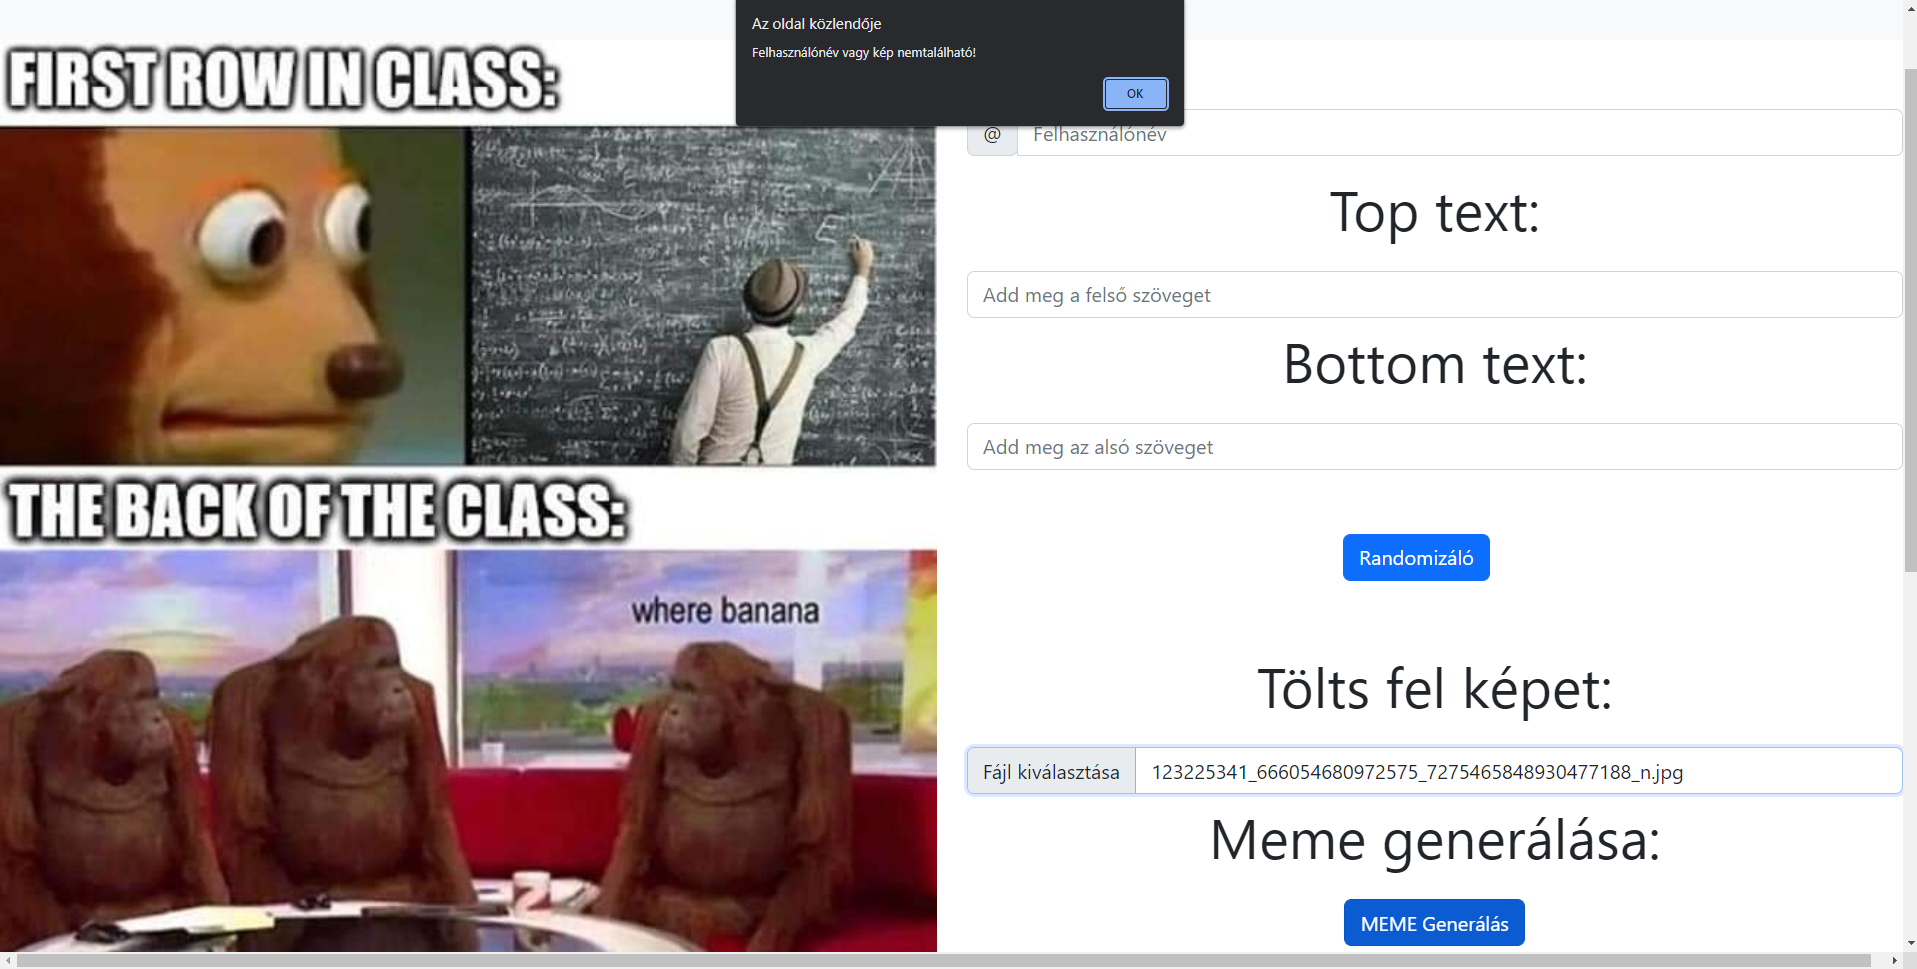 Az oldal közlendője
Felhasználónév vagy kép nemtalálható!
OK
FIRST ROW IN CLASS:
E
THE BACK OF THE CLASS:
where banana
@ Felhasználónév
Top text:
Add meg a felső szöveget
Bottom text:
Add meg az alsó szöveget
Randomizáló
Tölts fel képet:
Fájl kiválasztása 123225341_666054680972575_7275465848930477188_n.jpg
Meme generálása:
MEME Generálás